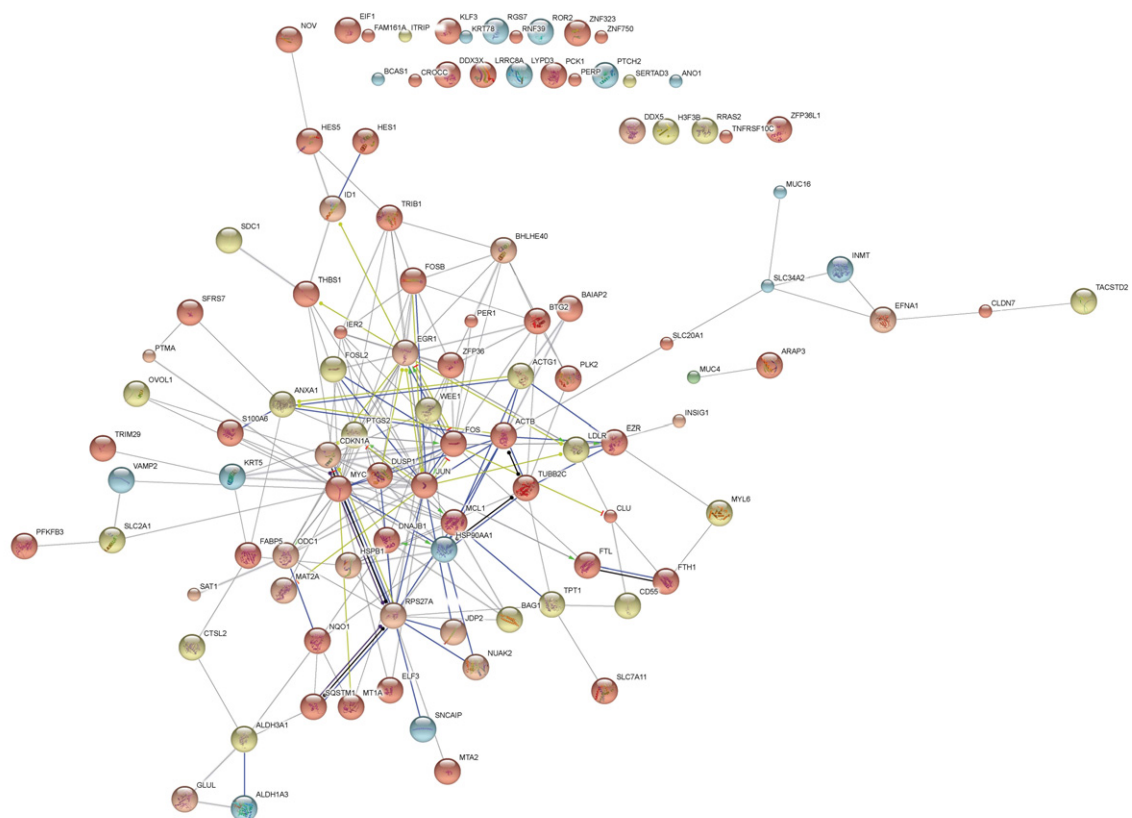 NOV
EIF1
FAM161A
ITRIP
KLF3
KRT78
RGS7
RNF39
ROR2
ZNF323
ZNF750
BCAS1
CROCC
DDX3X
LRRC8A
LYPD3
PCK1
PERP
PTCH2
SERTAD3
ANO1
DDX5
H3F3B
RRAS2
TNFRSF10C
ZFP36L1
HES5
HES1
MUC16
ID1
TRIB1
SDC1
BHLHE40
SLC34A2
INMT
THBS1
FOSB
TACSTD2
SFRS7
BAIAP2
BTG2
EFNA1
CLDN7
IER2
PER1
EGR1
SLC20A1
PTMA
FOSL2
ZFP36
ACTG1
PLK2
MUC4
ARAP3
OVOL1
ANXA1
WEE1
S100A6
PTGS2
ACTB
INSIG1
CDKN1A
FOS
LDLR
EZR
TRIM29
VAMP2
KRT5
MYC
DUSP1
JUN
TUBB2C
CLU
MYL6
SLC2A1
MCL1
PFKFB3
DNAJB1
HSP90AA1
FABP5
ODC1
HSPB1
FTL
FTH1
SAT1
MAT2A
RPS27A
TPT1
CD55
BAG1
JDP2
CTSL2
NQO1
NUAK2
SQSTM1
MT1A
ELF3
SLC7A11
SNCAIP
ALDH3A1
MTA2
GLUL
ALDH1A3